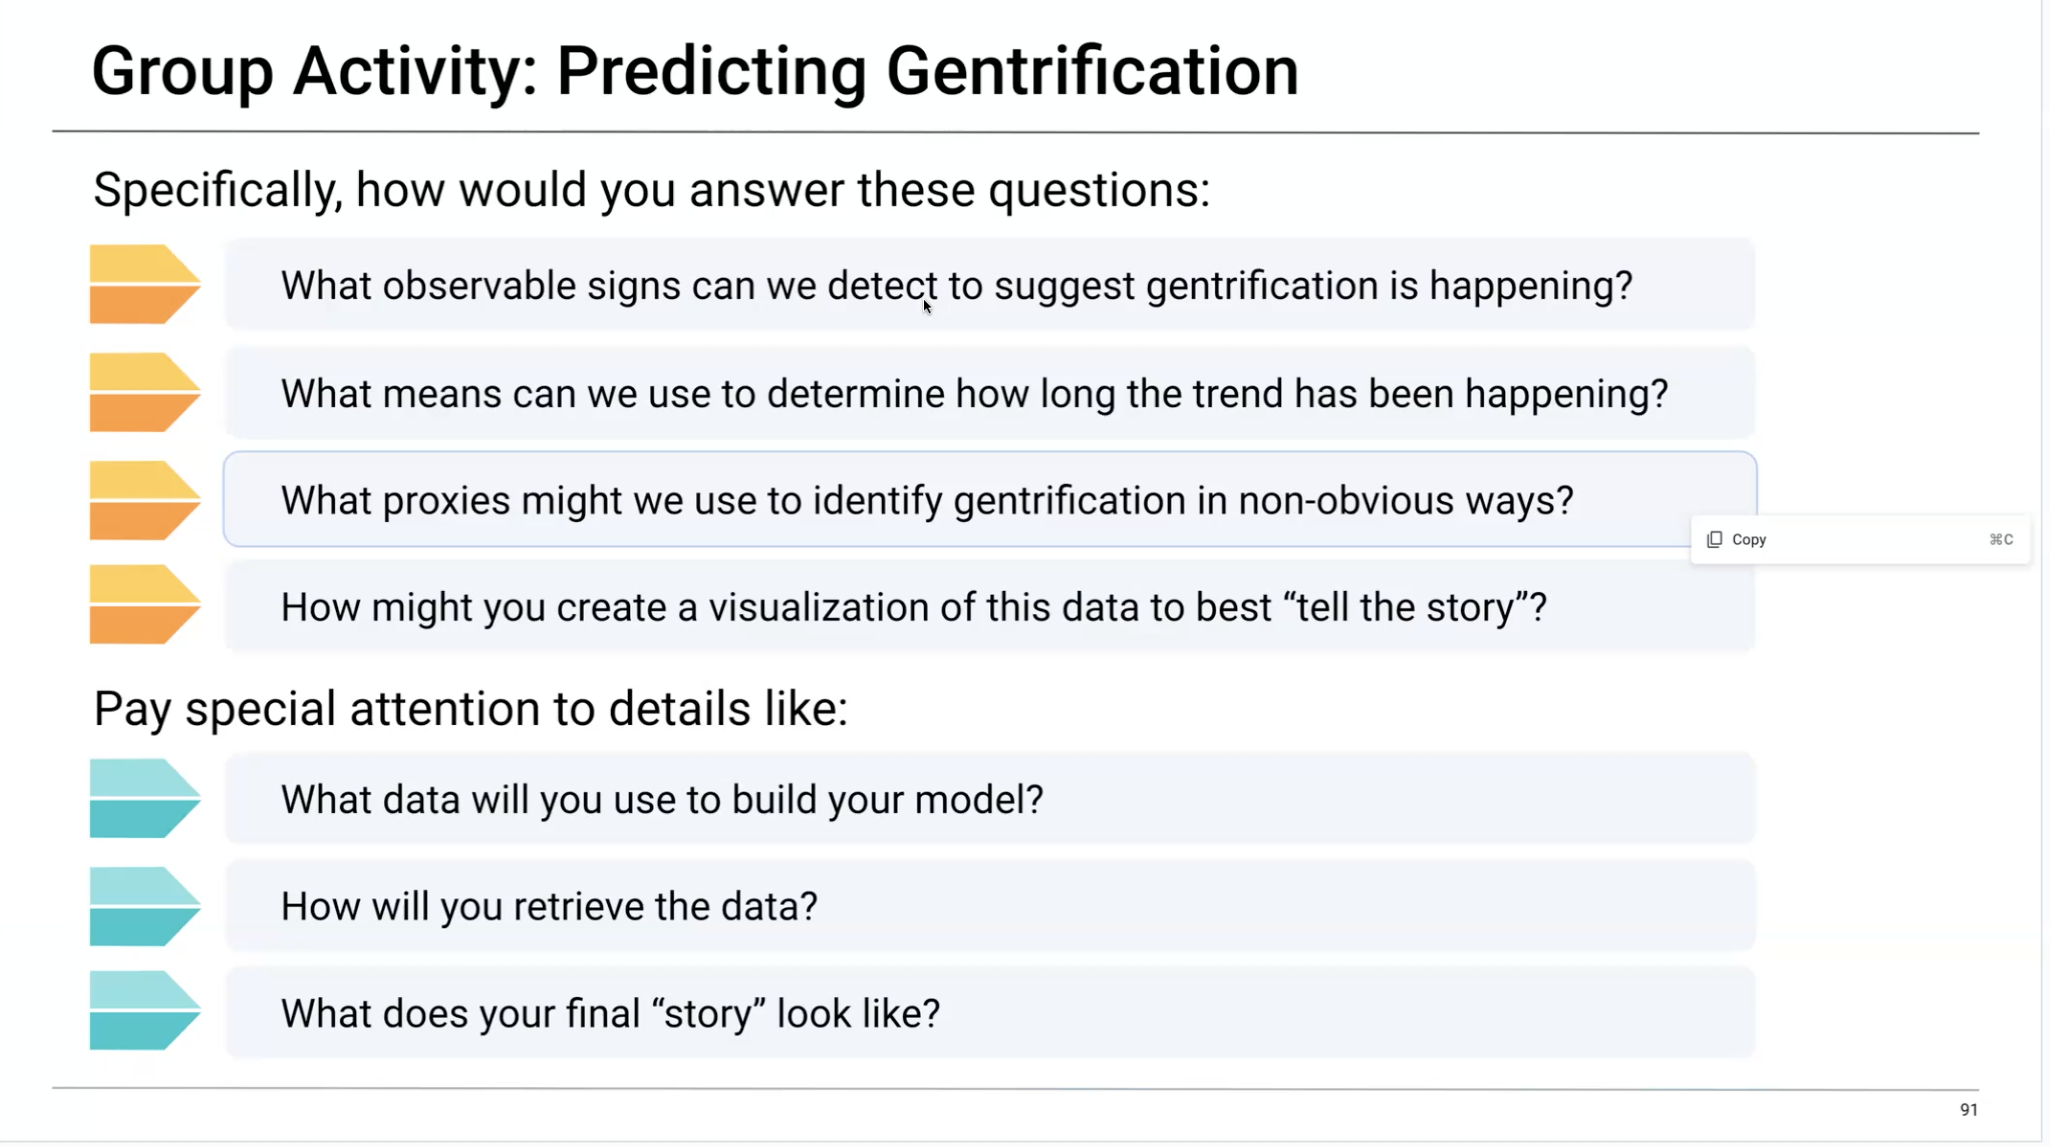 Group Activity: Predicting Gentrification
Specifically, how would you answer these questions:
What observable signs can we detect to suggest gentrification is happening?
What means can we use to determine how long the trend has been happening?
What proxies might we use to identify gentrification in non-obvious ways?
Copy ⌘C
How might you create a visualization of this data to best “tell the story”?
Pay special attention to details like:
What data will you use to build your model?
How will you retrieve the data?
What does your final “story” look like?
91